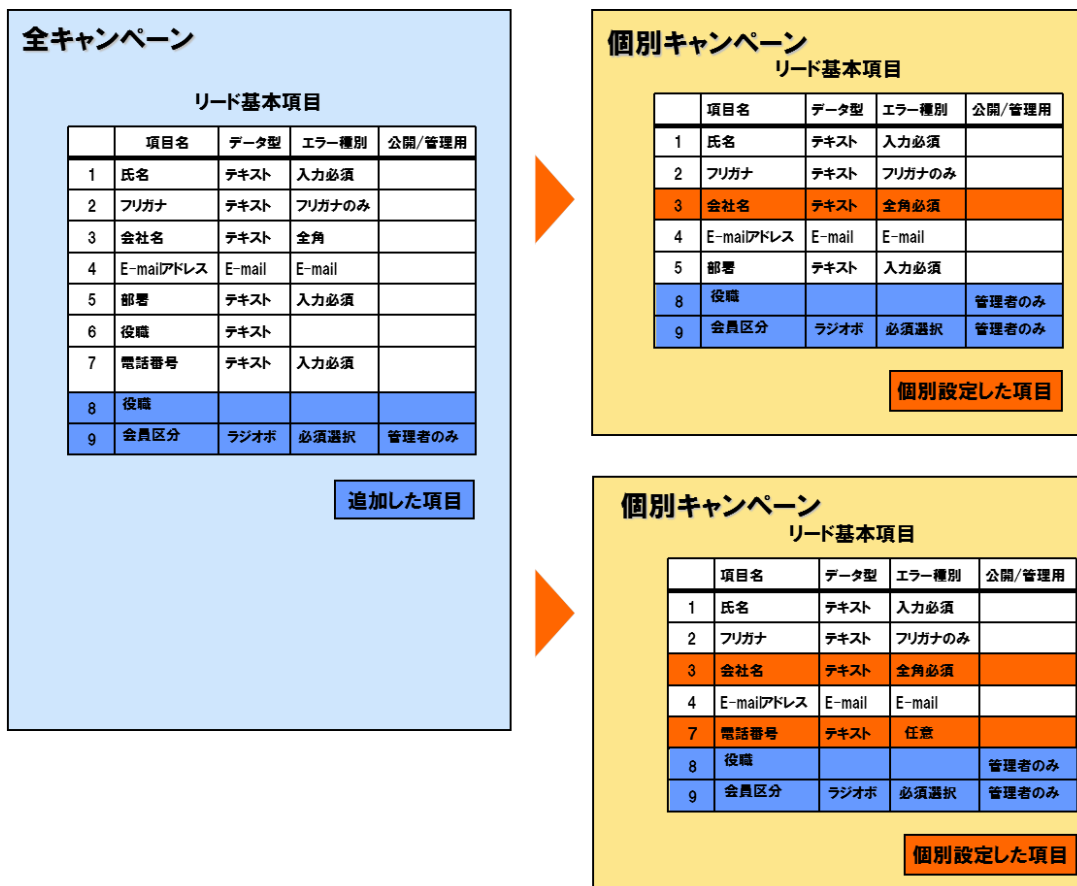 全キャンペーン
リード基本項目
項目名 データ型 エラー種別 公開/管理用
1 氏名 テキスト 入力必須
2 フリガナ テキスト フリガナのみ
3 会社名 テキスト 全角
4 E-mailアドレス E-mail E-mail
5 部署 テキスト 入力必須
6 役職 テキスト
7 電話番号 テキスト 入力必須
8 役職
9 会員区分 ラジオボ 必須選択 管理者のみ
追加した項目
個別キャンペーン
リード基本項目
項目名 データ型 エラー種別 公開/管理用
1 氏名 テキスト 入力必須
2 フリガナ テキスト フリガナのみ
3 会社名 テキスト 全角必須
4 E-mailアドレス E-mail E-mail
5 部署 テキスト 入力必須
8 役職 管理者のみ
9 会員区分 ラジオボ 必須選択 管理者のみ
個別設定した項目
個別キャンペーン
リード基本項目
項目名 データ型 エラー種別 公開/管理用
1 氏名 テキスト 入力必須
2 フリガナ テキスト フリガナのみ
3 会社名 テキスト 全角必須
4 E-mailアドレス E-mail E-mail
7 電話番号 テキスト 任意
8 役職 管理者のみ
9 会員区分 ラジオボ 必須選択 管理者のみ
個別設定した項目